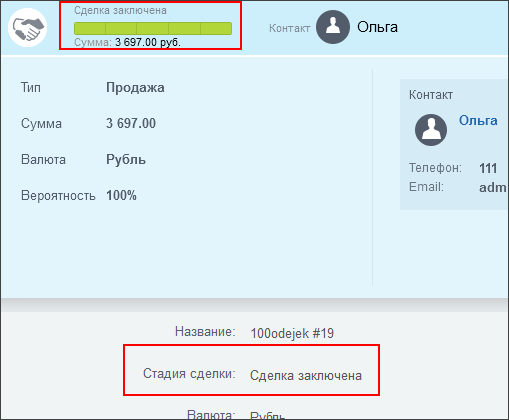 Сделка заключена
Сумма: 3 697.00 руб.
Контакт Ольга
Тип Продажа
Сумма 3 697.00
Валюта Рубль
Вероятность 100%
Контакт
Ольга
Телефон: 111
Email: adm
Название: 100odejek #19
Стадия сделки: Сделка заключена
Валюта: Рубль